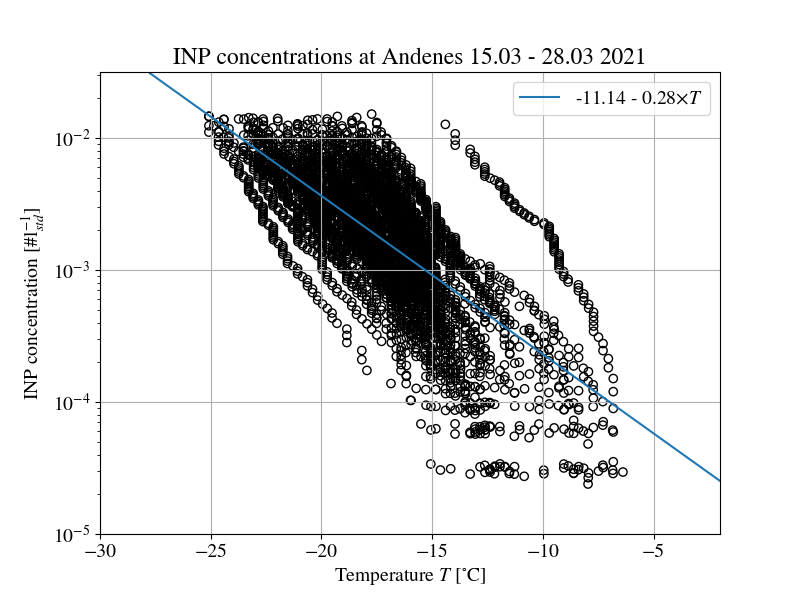 INP concentrations at Andenes 15.03 - 28.03 2021
-11.14 - 0.28×T
INP concentration [#l⁻¹_std]
10⁻²
10⁻³
10⁻⁴
10⁻⁵
−30 −25 −20 −15 −10 −5
Temperature T [°C]